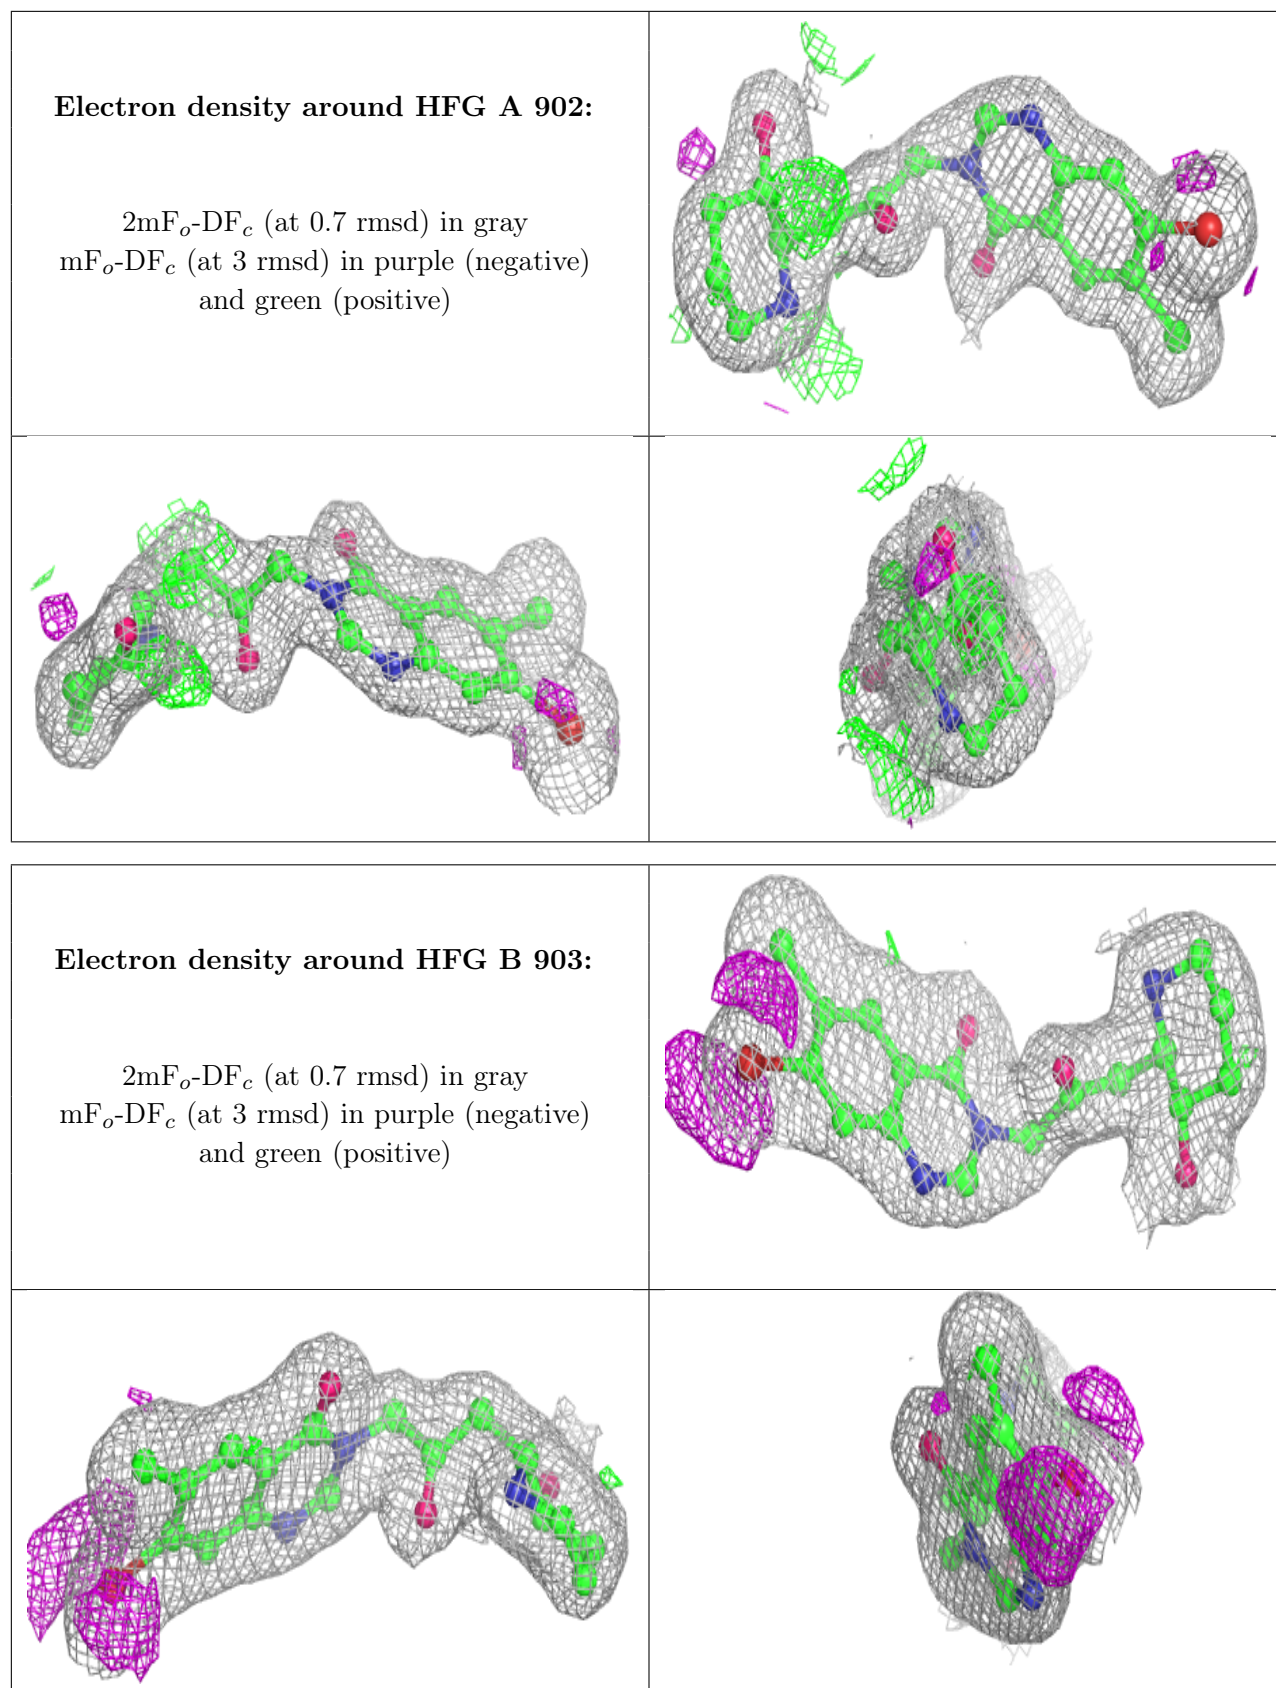 Electron density around HFG A 902:
2mFo-DFc (at 0.7 rmsd) in gray
mFo-DFc (at 3 rmsd) in purple (negative)
and green (positive)
Electron density around HFG B 903:
2mFo-DFc (at 0.7 rmsd) in gray
mFo-DFc (at 3 rmsd) in purple (negative)
and green (positive)